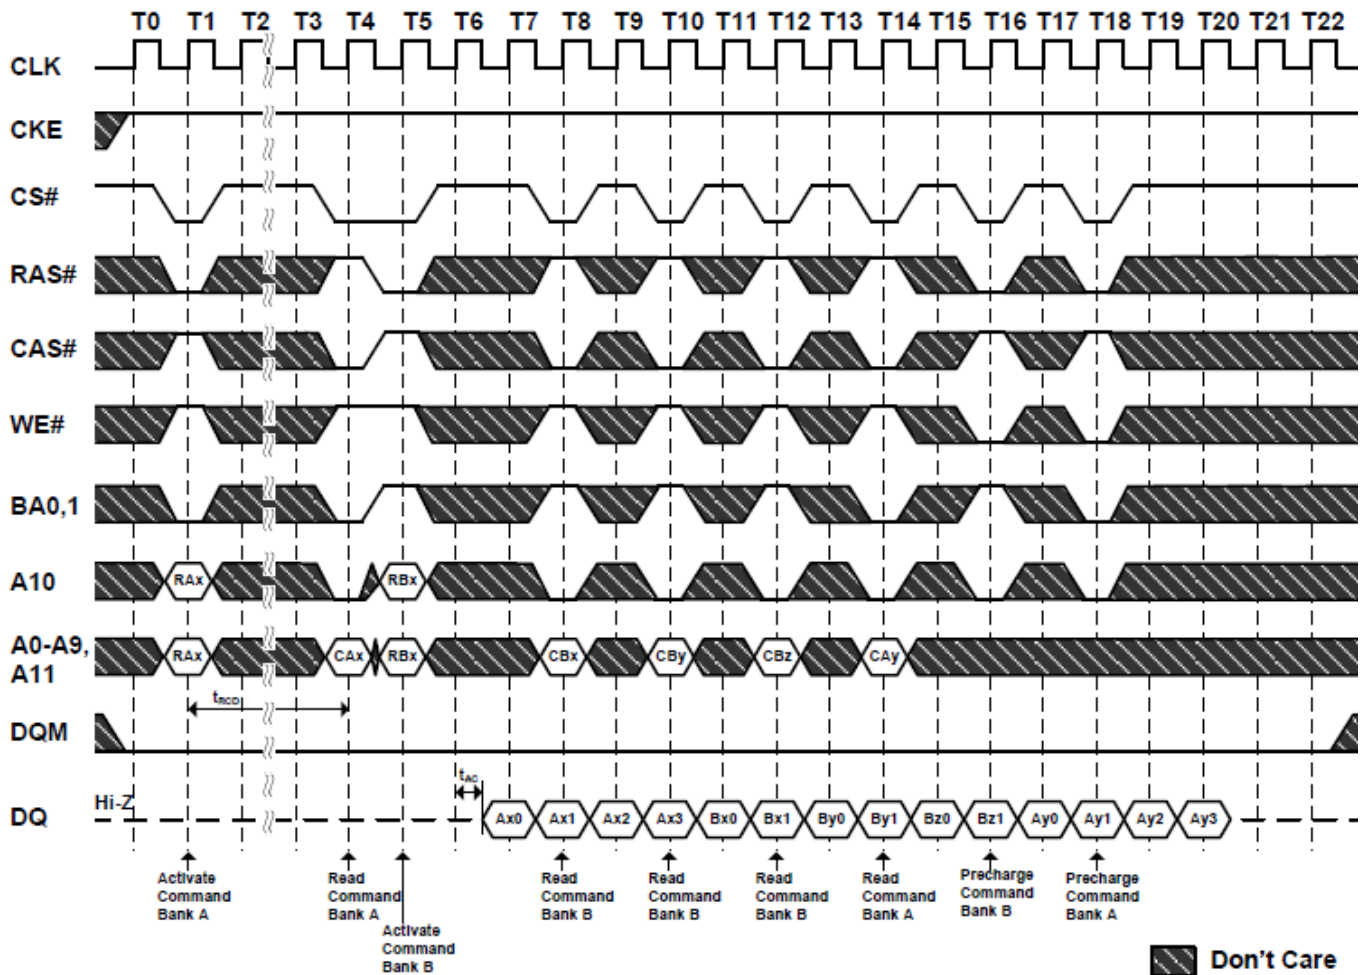 T0 T1 T2 T3 T4 T5 T6 T7 T8 T9 T10 T11 T12 T13 T14 T15 T16 T17 T18 T19 T20 T21 T22
CLK
CKE
CS#
RAS#
CAS#
WE#
BA0,1
A10
RAx RBx
A0-A9,
A11
RAx CAx RBx CBx CBy CBz CAy
tRCD
DQM
tAC
Hi-Z
DQ
Ax0 Ax1 Ax2 Ax3 Bx0 Bx1 By0 By1 Bz0 Bz1 Ay0 Ay1 Ay2 Ay3
Activate
Command
Bank A
Read
Command
Bank A
Activate
Command
Bank B
Read
Command
Bank B
Read
Command
Bank B
Read
Command
Bank B
Read
Command
Bank A
Precharge
Command
Bank B
Precharge
Command
Bank A
Don't Care